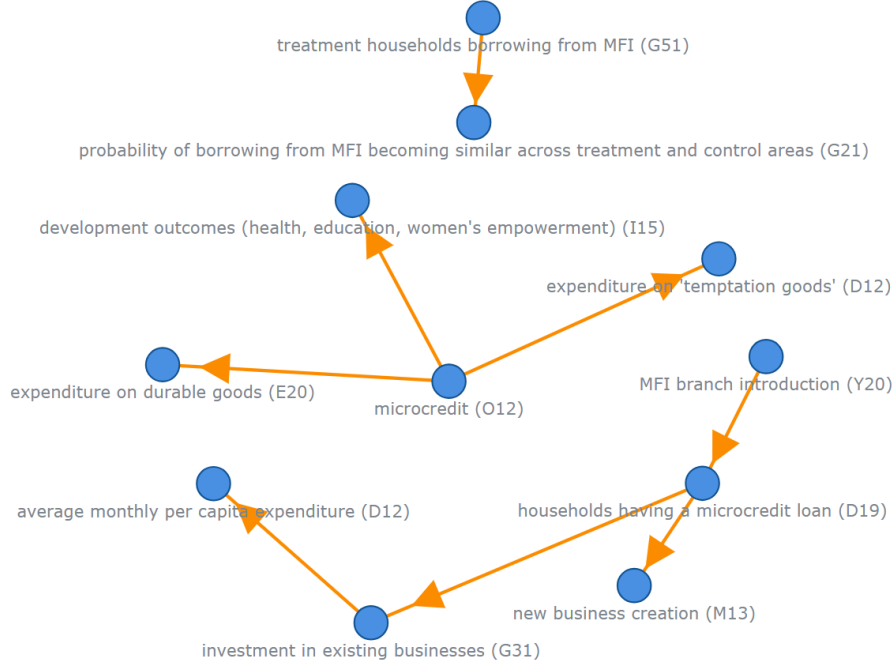 treatment households borrowing from MFI (G51)
probability of borrowing from MFI becoming similar across treatment and control areas (G21)
development outcomes (health, education, women's empowerment) (I15)
expenditure on 'temptation goods' (D12)
expenditure on durable goods (E20)
microcredit (O12)
MFI branch introduction (Y20)
average monthly per capita expenditure (D12)
households having a microcredit loan (D19)
new business creation (M13)
investment in existing businesses (G31)